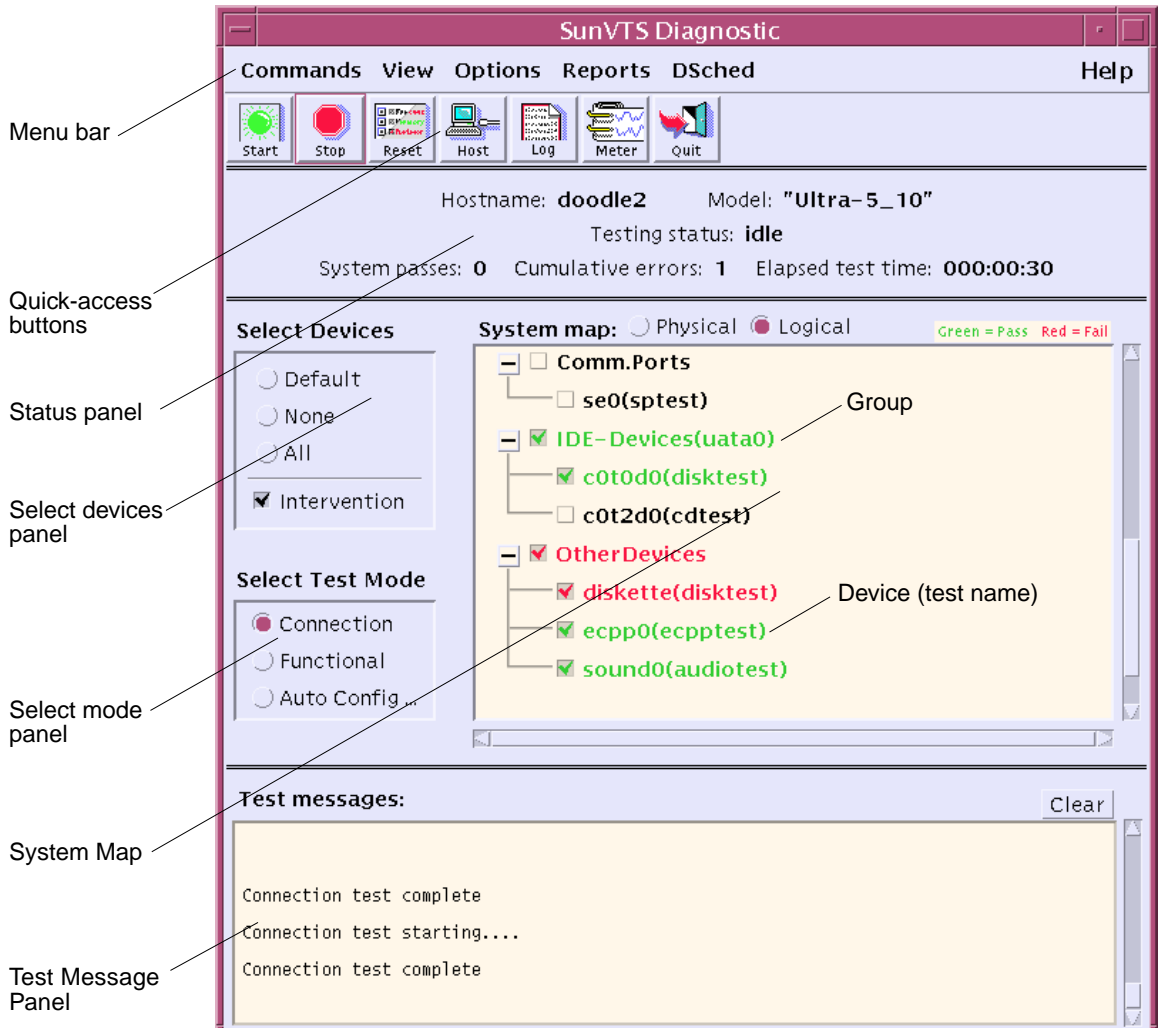 SunVTS Diagnostic
Commands View Options Reports DSched Help
Menu bar
Start Stop Reset Host Log Meter Quit
Hostname: doodle2 Model: "Ultra-5_10"
Testing status: idle
System passes: 0 Cumulative errors: 1 Elapsed test time: 000:00:30
Quick-access
buttons
Status panel
Select devices
panel
Select mode
panel
System Map
Test Message
Panel
Select Devices
Default
None
All
Intervention
Select Test Mode
Connection
Functional
Auto Config ...
System map: Physical Logical Green = Pass Red = Fail
Comm.Ports
se0(sptest)
IDE-Devices(uata0)
c0t0d0(disktest)
c0t2d0(cdtest)
OtherDevices
diskette(disktest)
ecpp0(ecpptest)
sound0(audiotest)
Group
Device (test name)
Test messages: Clear
Connection test complete
Connection test starting....
Connection test complete